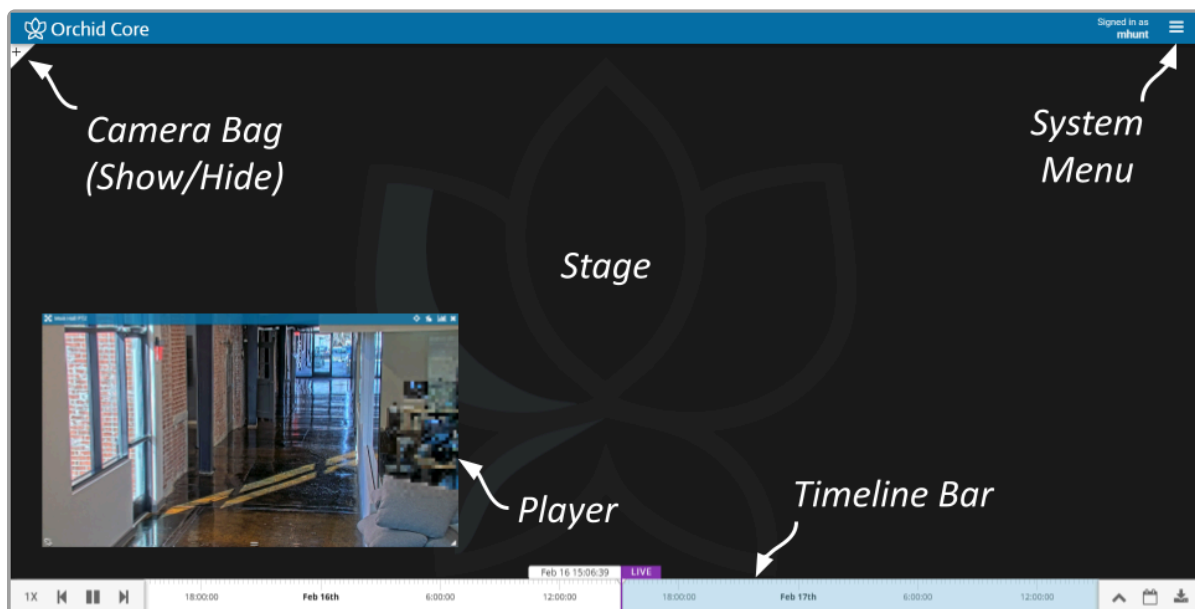 Orchid Core
Signed in as
mhunt
+
Camera Bag
(Show/Hide)
System
Menu
Stage
Player
Timeline Bar
Feb 16 15:06:39
LIVE
1X
18:00:00
Feb 16th
6:00:00
12:00:00
18:00:00
Feb 17th
6:00:00
12:00:00